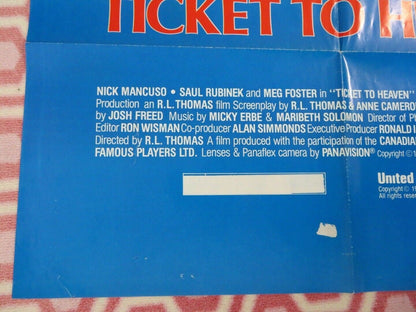 TICKET TO H
NICK MANCUSO • SAUL RUBINEK and MEG FOSTER in "TICKET TO HEAVEN"
Production an R.L. THOMAS film Screenplay by R.L. THOMAS & ANNE CAMERO
by JOSH FREED Music by MICKY ERBE & MARIBETH SOLOMON Director of P
Editor RON WISMAN Co-producer ALAN SIMMONDS Executive Producer RONALD I
Directed by R.L. THOMAS A film produced with the participation of the CANADIA
FAMOUS PLAYERS LTD. Lenses & Panaflex camera by PANAVISION® Copyright ©
United
Copyright © 1
All rights rese